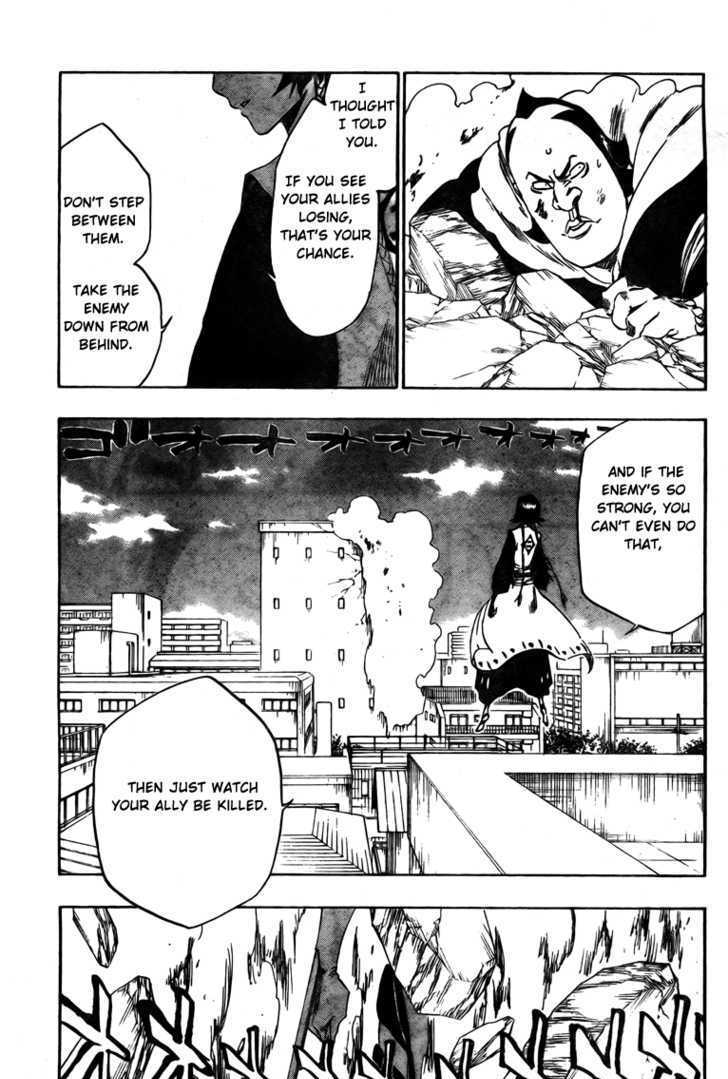 I
THOUGHT
I TOLD
YOU.
IF YOU SEE
YOUR ALLIES
LOSING,
THAT'S YOUR
CHANCE.
DON'T STEP
BETWEEN
THEM.
TAKE THE
ENEMY
DOWN FROM
BEHIND.
AND IF THE
ENEMY'S SO
STRONG, YOU
CAN'T EVEN DO
THAT,
THEN JUST WATCH
YOUR ALLY BE KILLED.